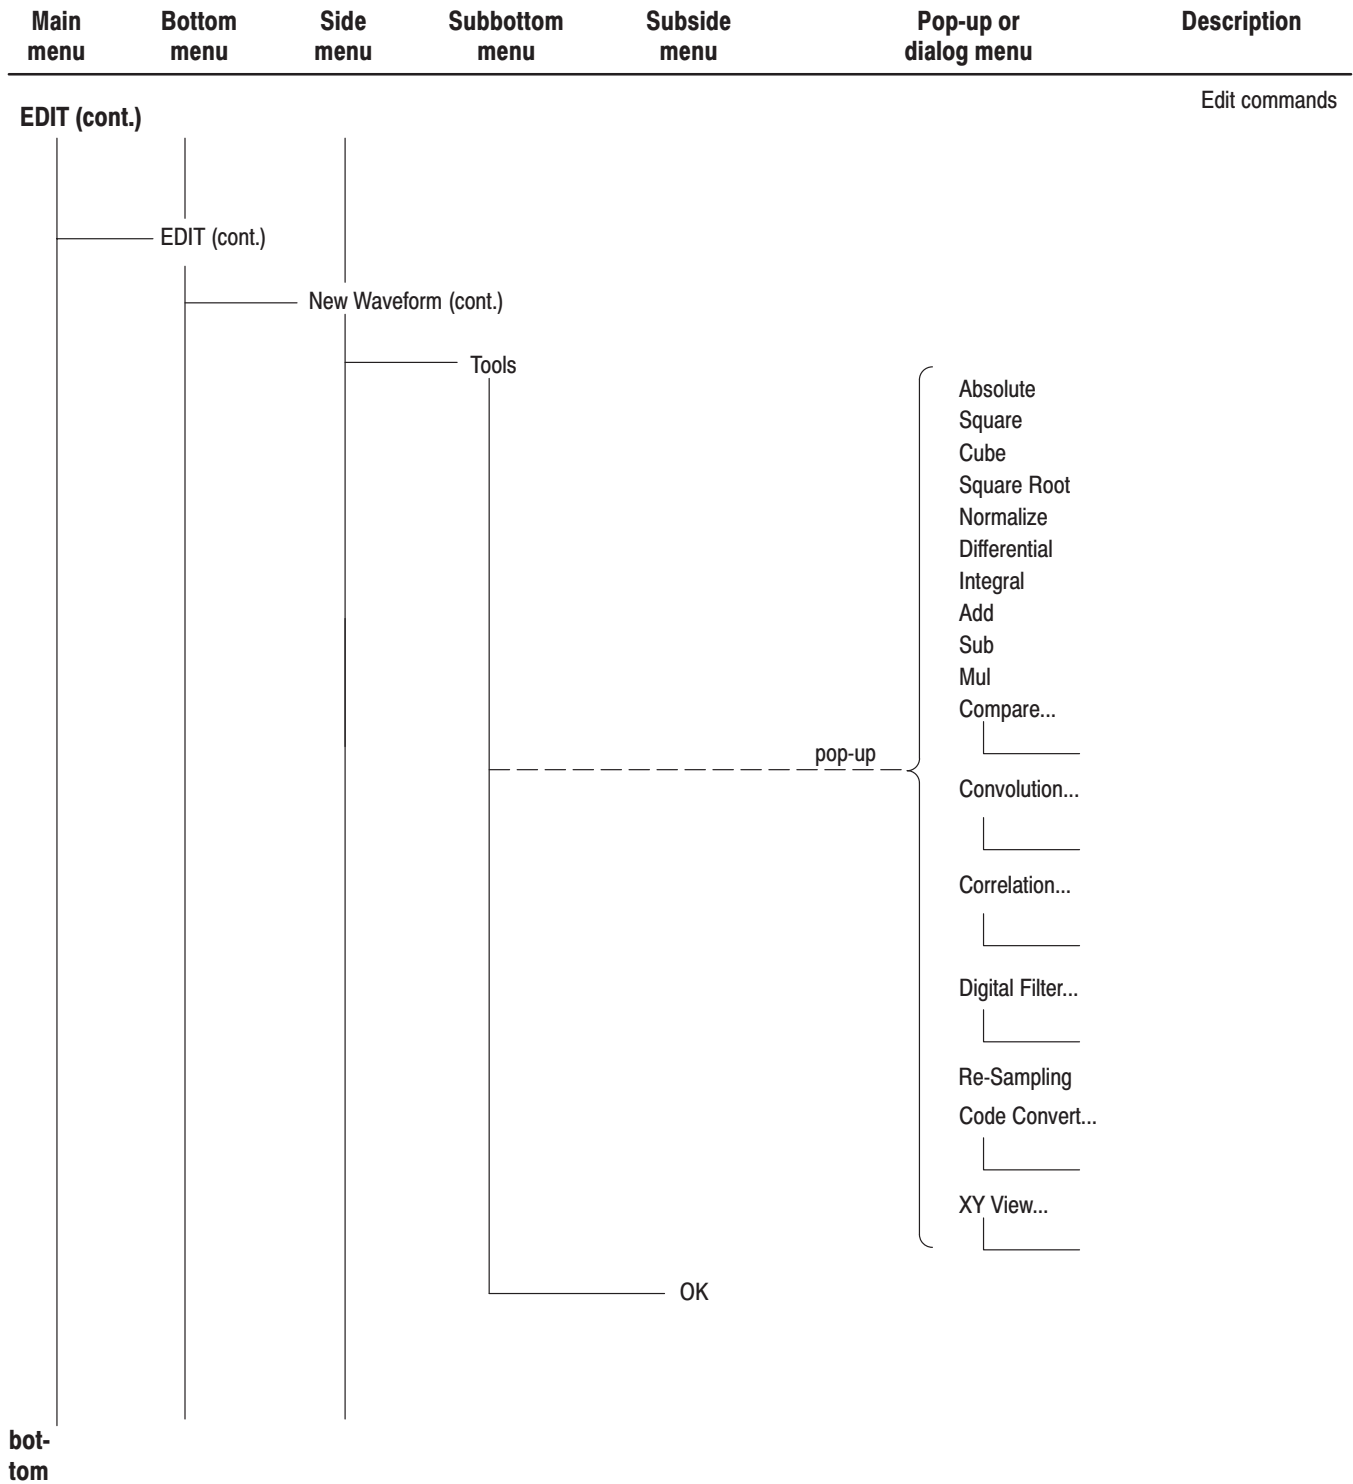 Main menu Bottom menu Side menu Subbottom menu Subside menu Pop-up or dialog menu Description
Edit commands
EDIT (cont.)
EDIT (cont.)
New Waveform (cont.)
Tools
Absolute
Square
Cube
Square Root
Normalize
Differential
Integral
Add
Sub
Mul
Compare...
pop-up
Convolution...
Correlation...
Digital Filter...
Re-Sampling
Code Convert...
XY View...
OK
bot-
tom